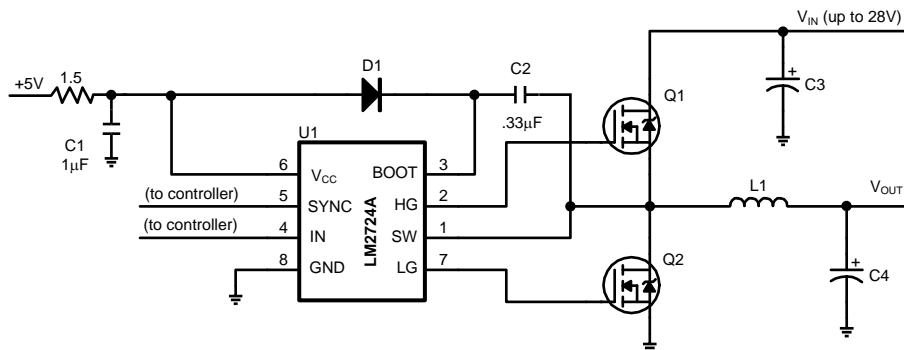 V_IN (up to 28V)
D1
C2
+5V
1.5
Q1
C3
C1
1µF
.33µF
U1
6
V_CC
BOOT
3
(to controller)
5
SYNC
HG
2
L1
V_OUT
(to controller)
4
IN
SW
1
LM2724A
8
GND
LG
7
Q2
C4
+
+